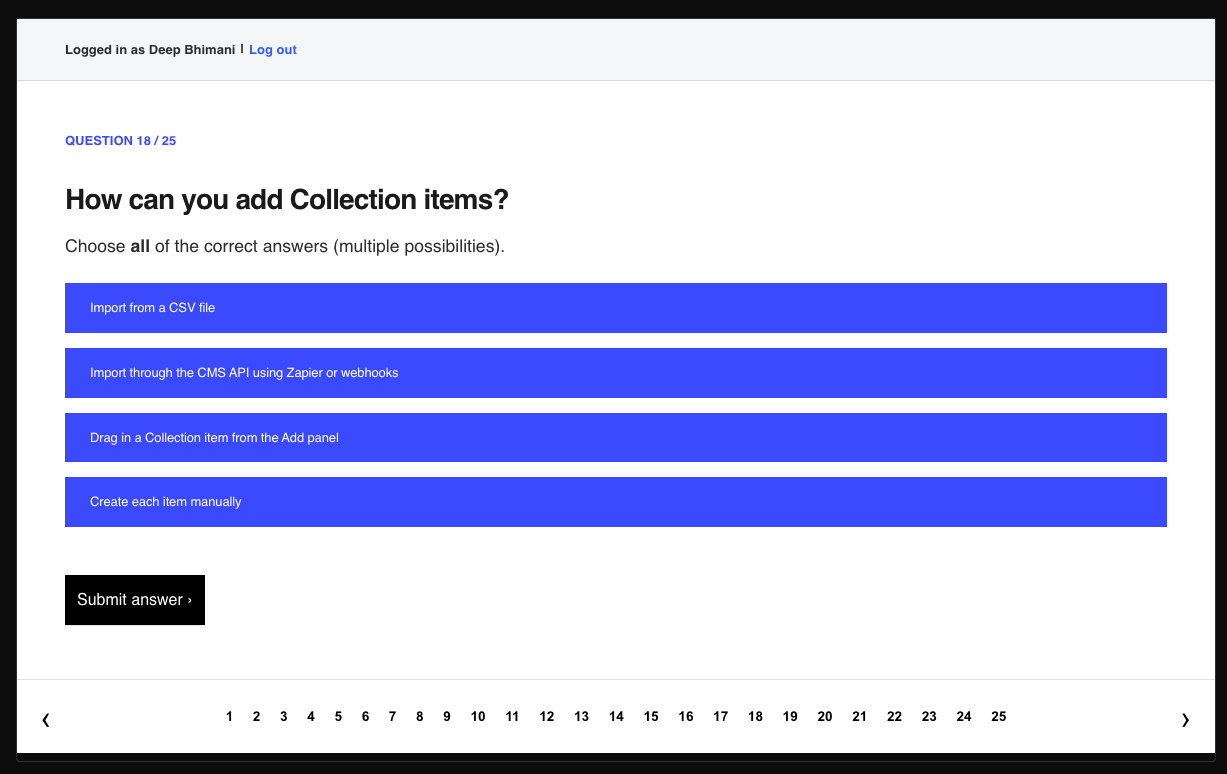 Logged in as Deep Bhimani | Log out
QUESTION 18 / 25
How can you add Collection items?
Choose all of the correct answers (multiple possibilities).
Import from a CSV file
Import through the CMS API using Zapier or webhooks
Drag in a Collection item from the Add panel
Create each item manually
Submit answer ›
❮ 1 2 3 4 5 6 7 8 9 10 11 12 13 14 15 16 17 18 19 20 21 22 23 24 25 ❯